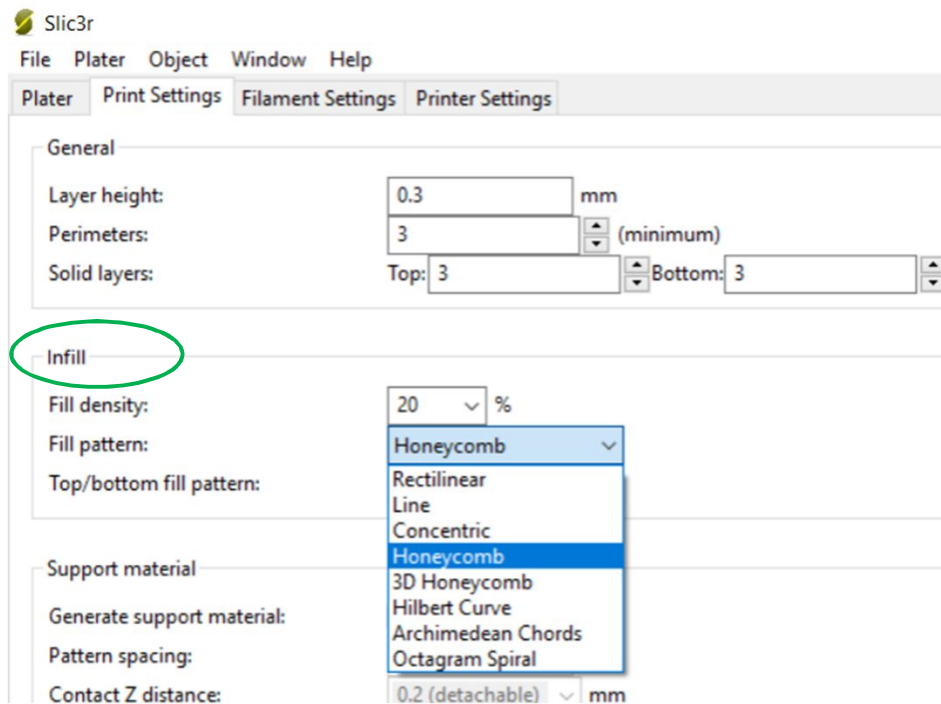 Slic3r
File Plater Object Window Help
Plater Print Settings Filament Settings Printer Settings
General
Layer height: 0.3 mm
Perimeters: 3 (minimum)
Solid layers: Top: 3 Bottom: 3
Infill
Fill density: 20 %
Fill pattern: Honeycomb
Top/bottom fill pattern:
Rectilinear
Line
Concentric
Honeycomb
3D Honeycomb
Hilbert Curve
Archimedean Chords
Octagram Spiral
Support material
Generate support material:
Pattern spacing:
Contact Z distance: 0.2 (detachable) mm